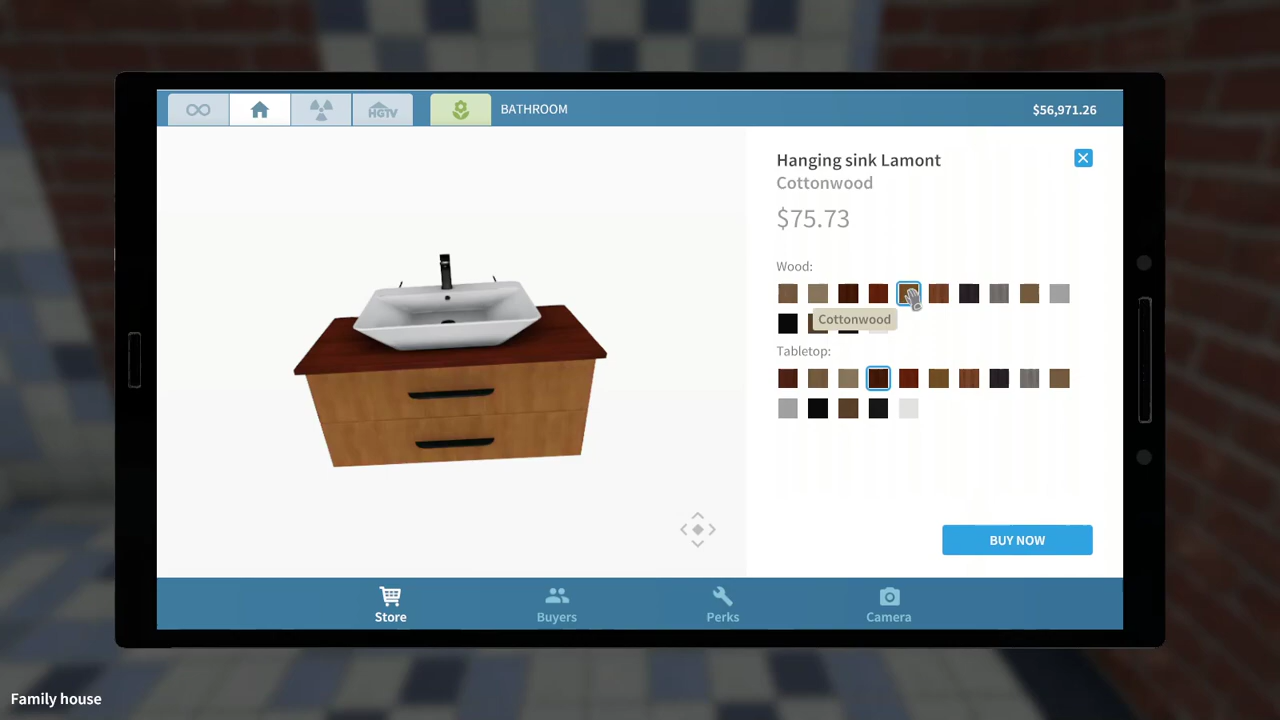 HGTV
BATHROOM
$56,971.26
Hanging sink Lamont
Cottonwood
$75.73
Wood:
Cottonwood
Tabletop:
BUY NOW
Store
Buyers
Perks
Camera
Family house